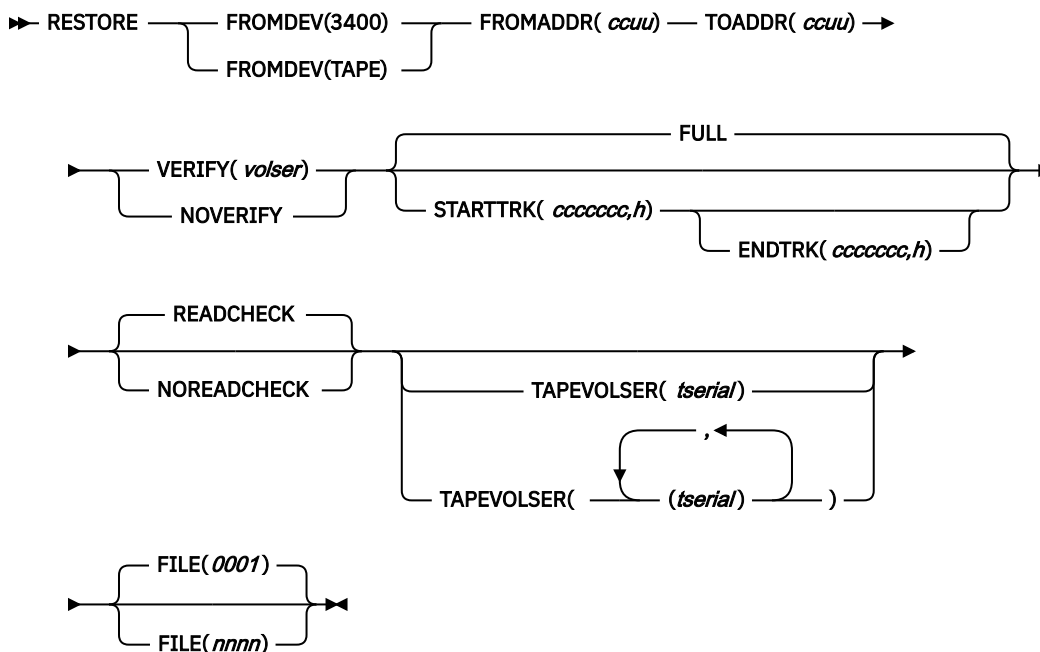 RESTORE FROMDEV(3400) FROMADDR( ccuu) TOADDR( ccuu)
FROMDEV(TAPE)
FULL
VERIFY( volser)
NOVERIFY
STARTTRK( ccccccc,h)
ENDTRK( ccccccc,h)
READCHECK
NOREADCHECK
TAPEVOLSER( tserial)
,
TAPEVOLSER( (tserial) )
FILE(0001)
FILE(nnnn)